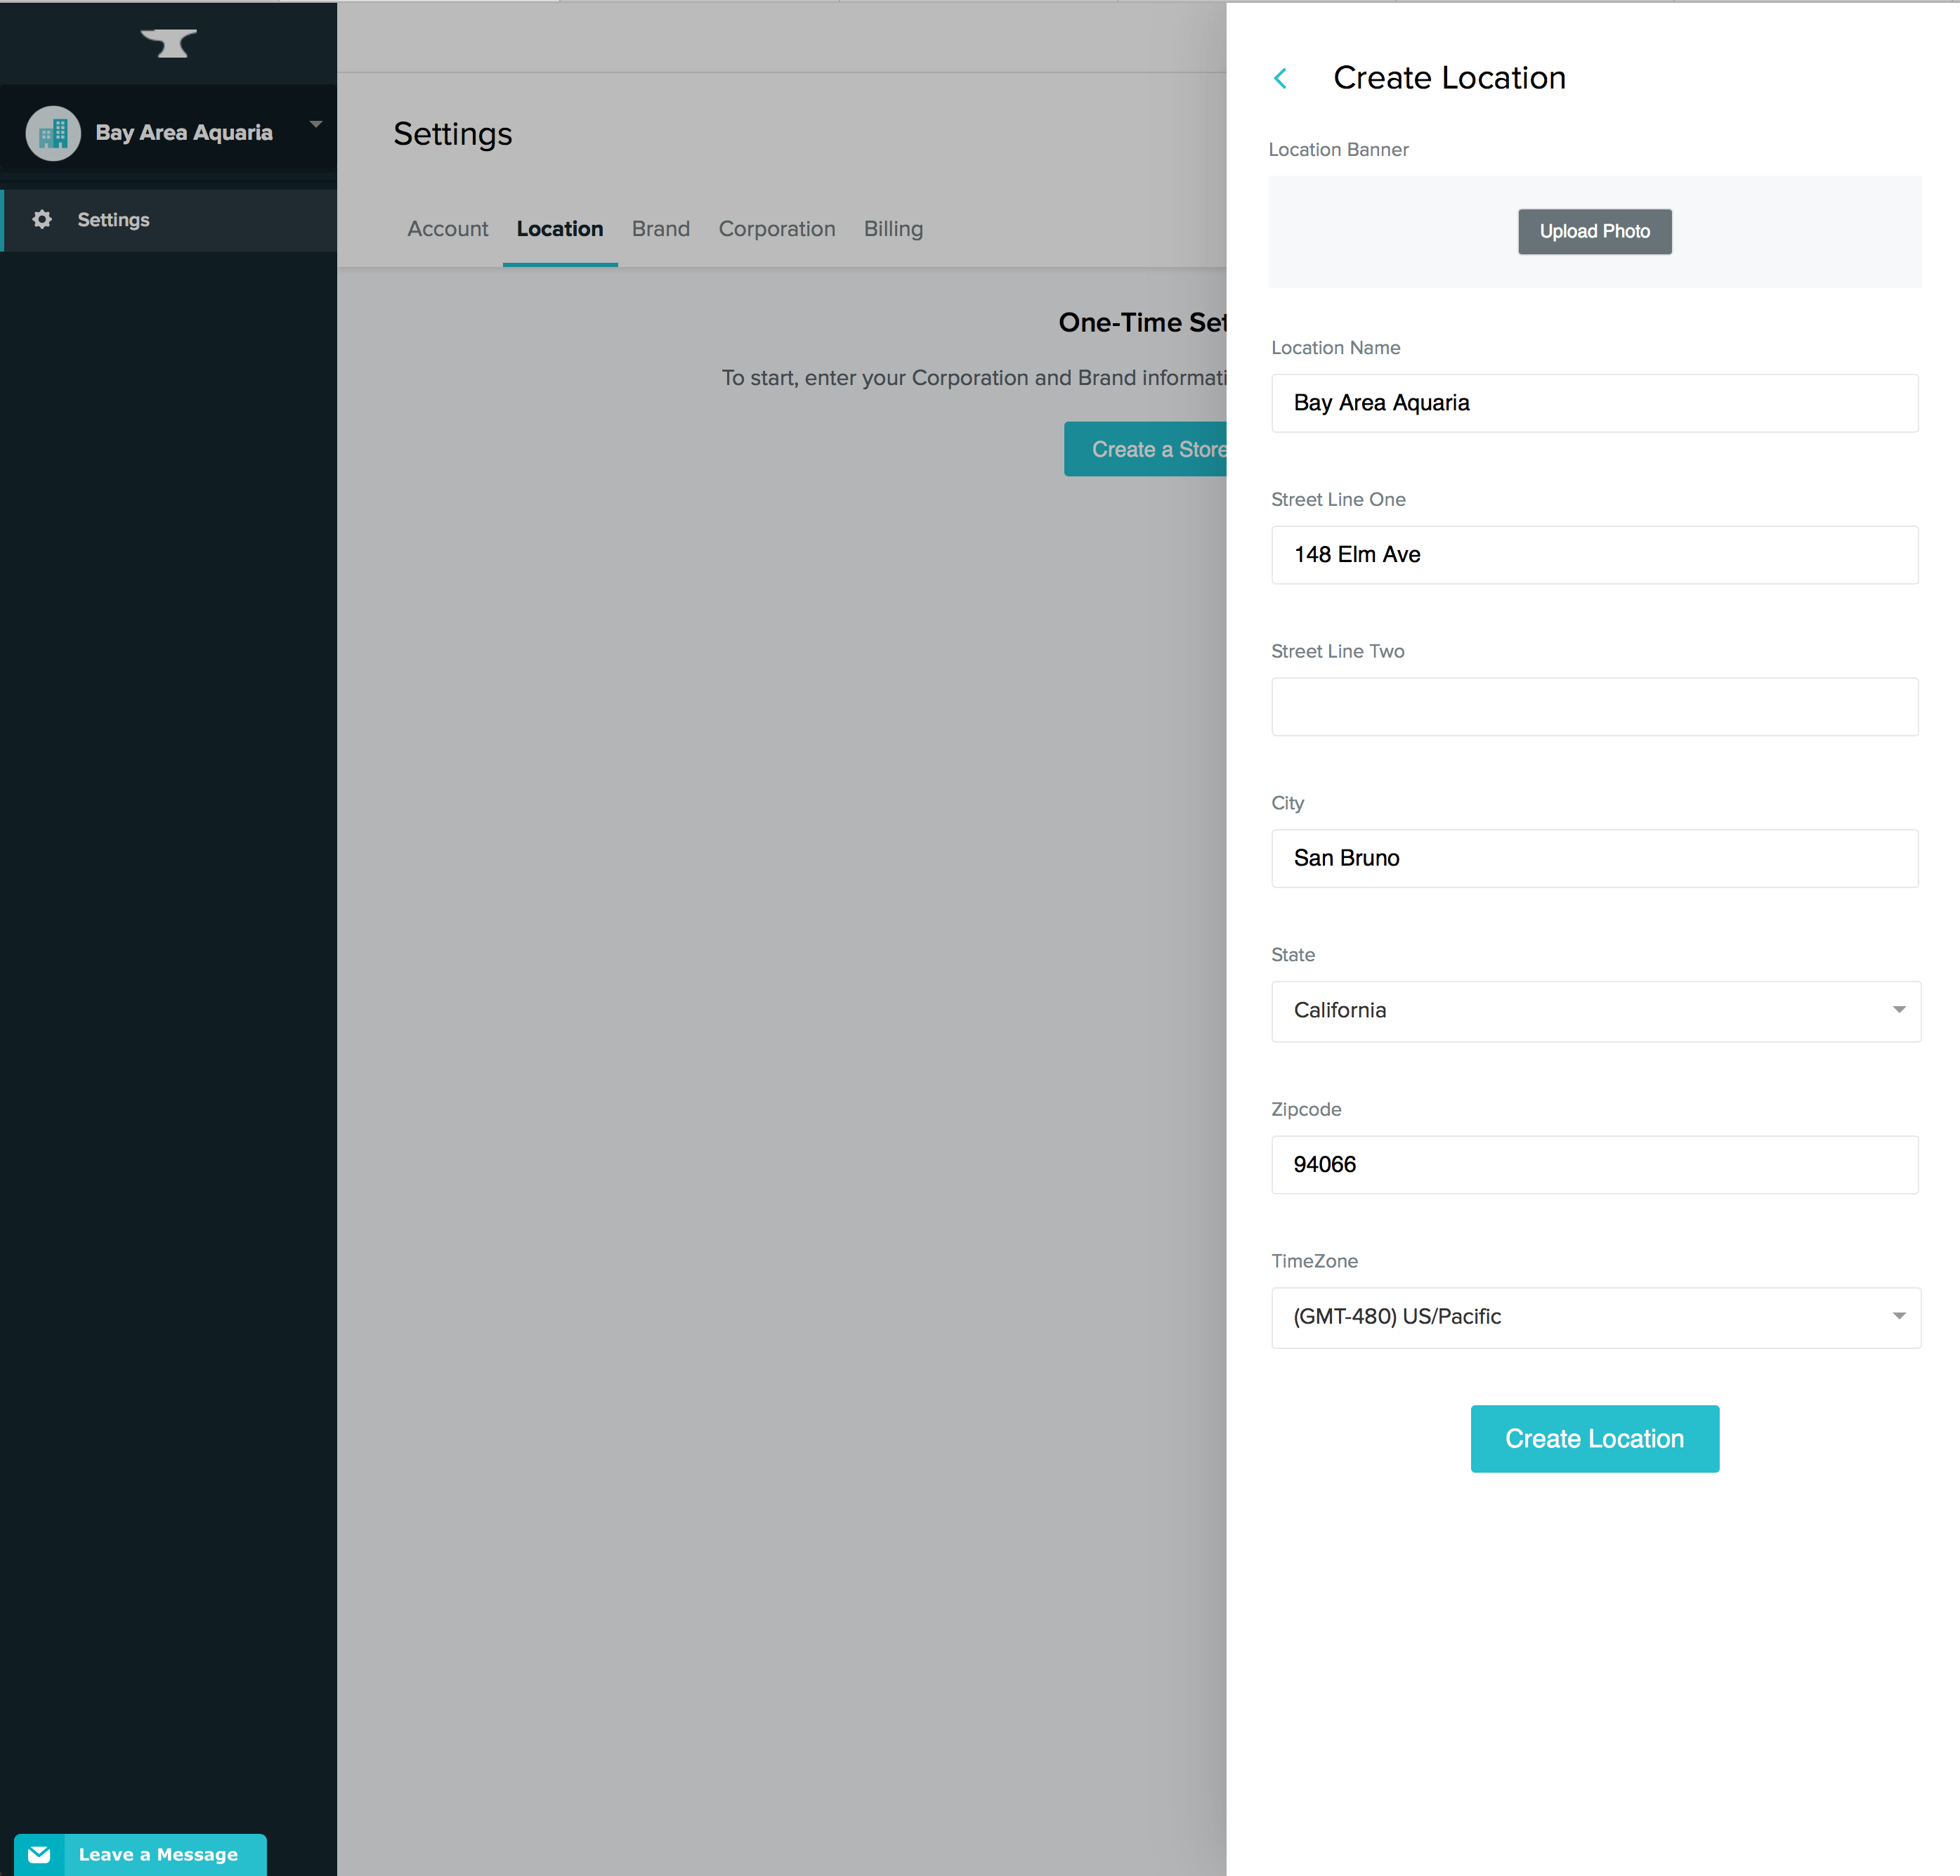 Bay Area Aquaria
Settings
Leave a Message
Settings
Account Location Brand Corporation Billing
One-Time Set
To start, enter your Corporation and Brand informati
Create a Store
Create Location
Location Banner
Upload Photo
Location Name
Bay Area Aquaria
Street Line One
148 Elm Ave
Street Line Two
City
San Bruno
State
California
Zipcode
94066
TimeZone
(GMT-480) US/Pacific
Create Location